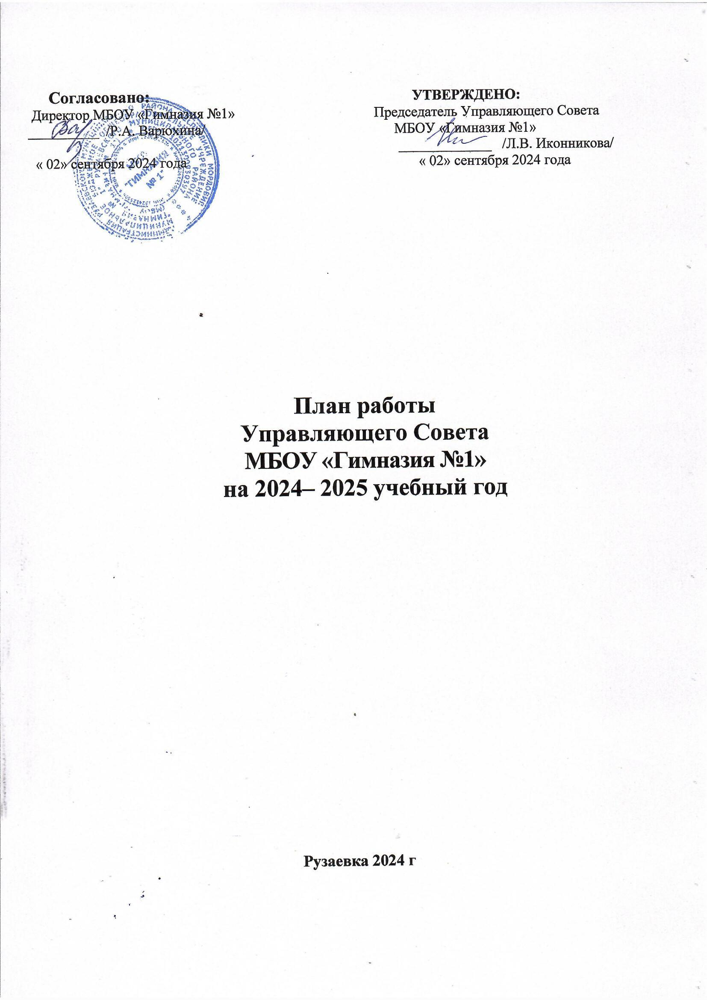 Согласовано:
Директор МБОУ «Гимназия №1»
____________ /Р.А. Варюхина/
« 02» сентября 2024 года
УТВЕРЖДЕНО:
Председатель Управляющего Совета
МБОУ «Гимназия №1»
_______________ /Л.В. Иконникова/
« 02» сентября 2024 года
"ГИМНАЗИЯ
№ 1"
План работы
Управляющего Совета
МБОУ «Гимназия №1»
на 2024– 2025 учебный год
Рузаевка 2024 г